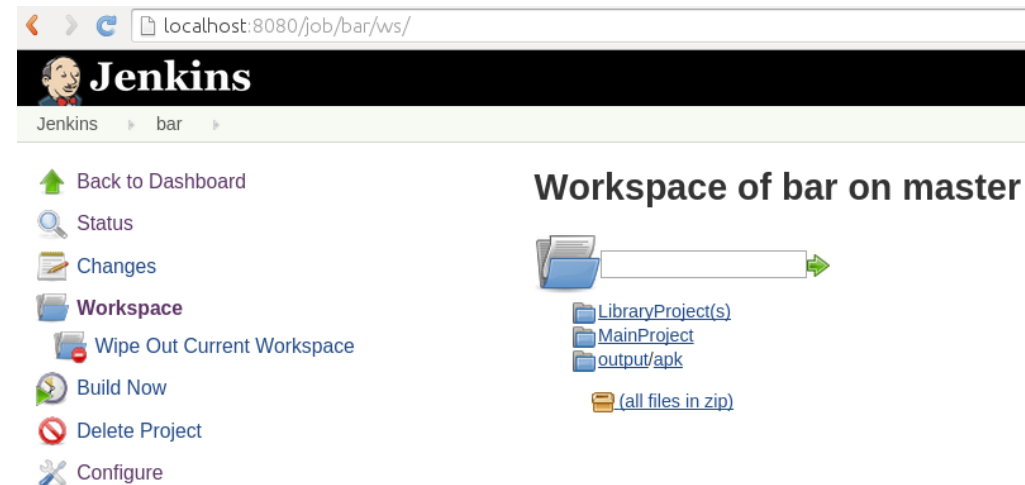 localhost:8080/job/bar/ws/
Jenkins
Jenkins bar
Back to Dashboard
Status
Changes
Workspace
Wipe Out Current Workspace
Build Now
Delete Project
Configure
Workspace of bar on master
LibraryProject(s)
MainProject
output/apk
(all files in zip)